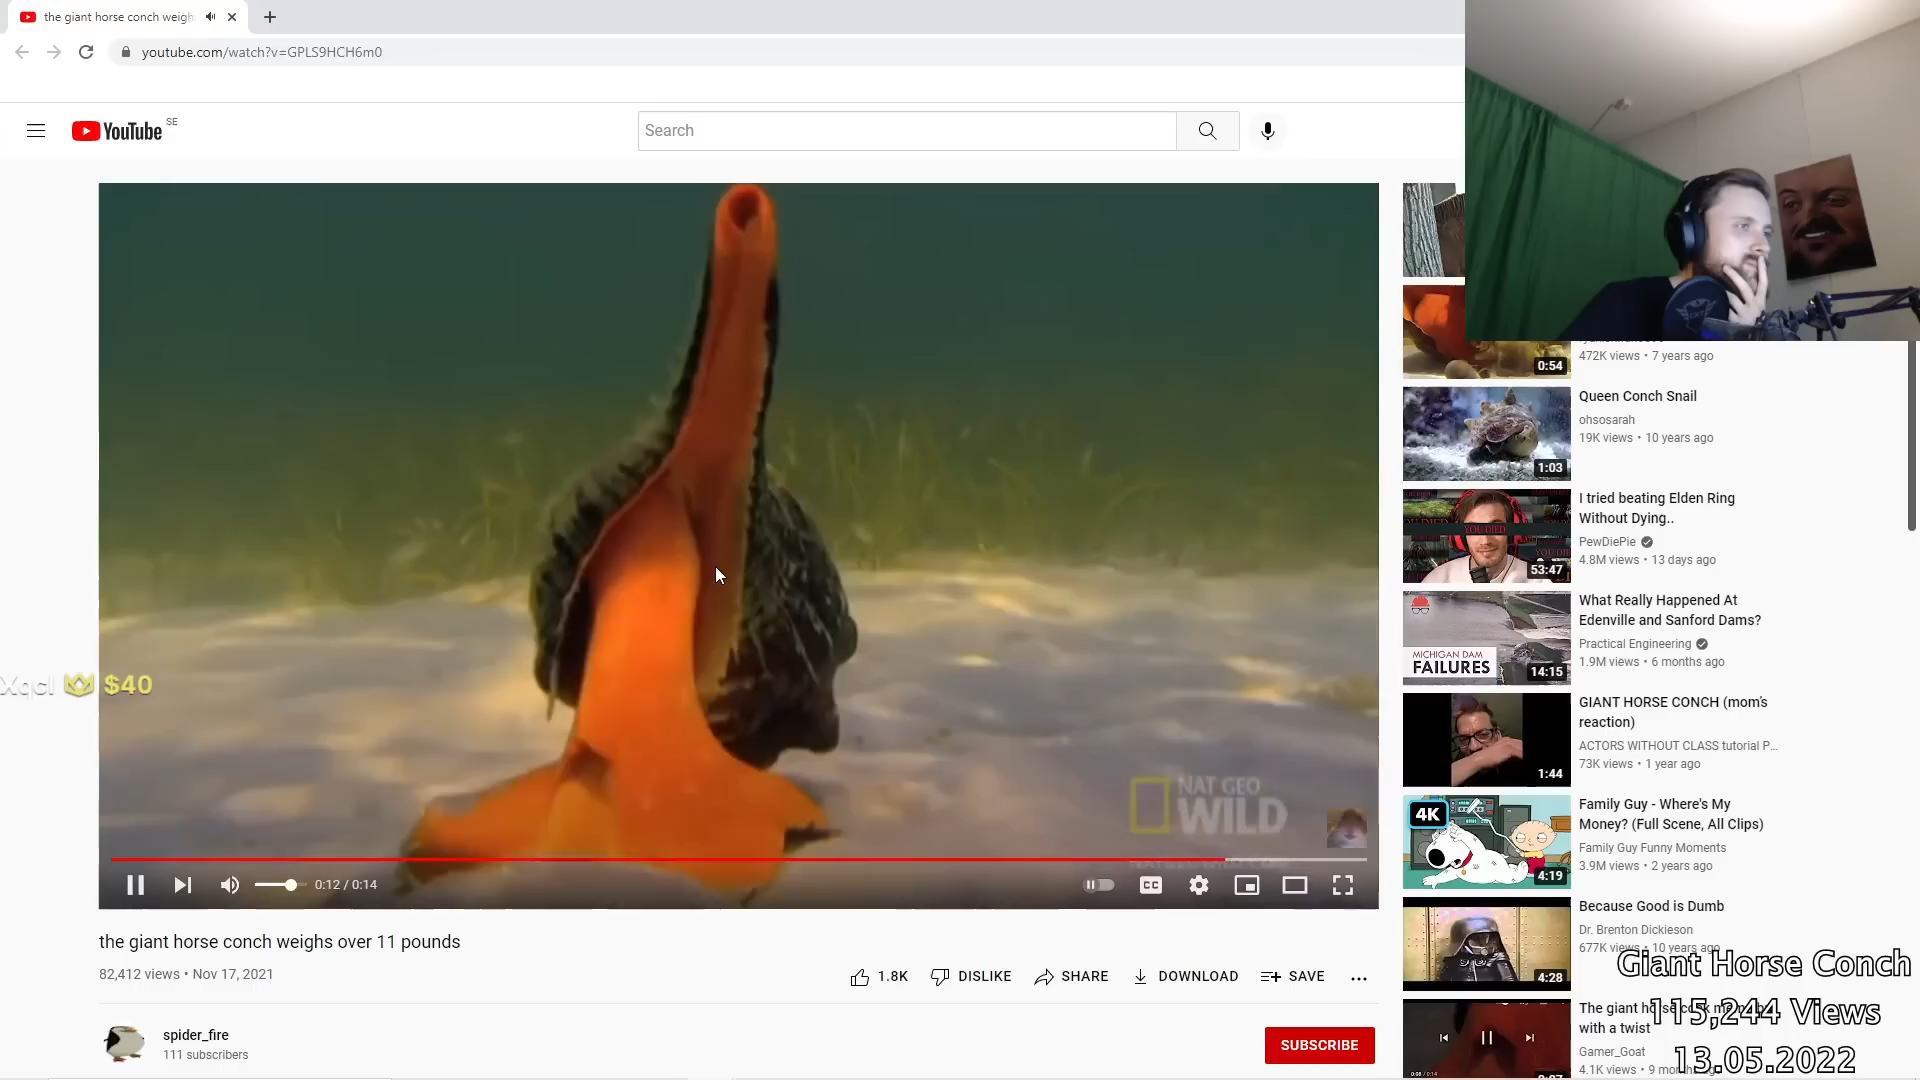 the giant horse conch weigh
youtube.com/watch?v=GPLS9HCH6m0
YouTube SE
Search
NAT GEO
WILD
XqcL $40
0:12 / 0:14
CC
the giant horse conch weighs over 11 pounds
82,412 views • Nov 17, 2021
1.8K DISLIKE SHARE DOWNLOAD SAVE
spider_fire
111 subscribers
SUBSCRIBE
0:54
472K views • 7 years ago
1:03
Queen Conch Snail
ohsosarah
19K views • 10 years ago
YOU DIED
53:47
I tried beating Elden Ring
Without Dying..
PewDiePie
4.8M views • 13 days ago
MICHIGAN DAM
FAILURES
14:15
What Really Happened At
Edenville and Sanford Dams?
Practical Engineering
1.9M views • 6 months ago
1:44
GIANT HORSE CONCH (mom's
reaction)
ACTORS WITHOUT CLASS tutorial P...
73K views • 1 year ago
4K
4:19
Family Guy - Where's My
Money? (Full Scene, All Clips)
Family Guy Funny Moments
3.9M views • 2 years ago
4:28
Because Good is Dumb
Dr. Brenton Dickieson
677K views • 10 years ago
The giant
with a twist
Gamer_Goat
4.1K views • 9
Giant Horse Conch
115,244 Views
13.05.2022